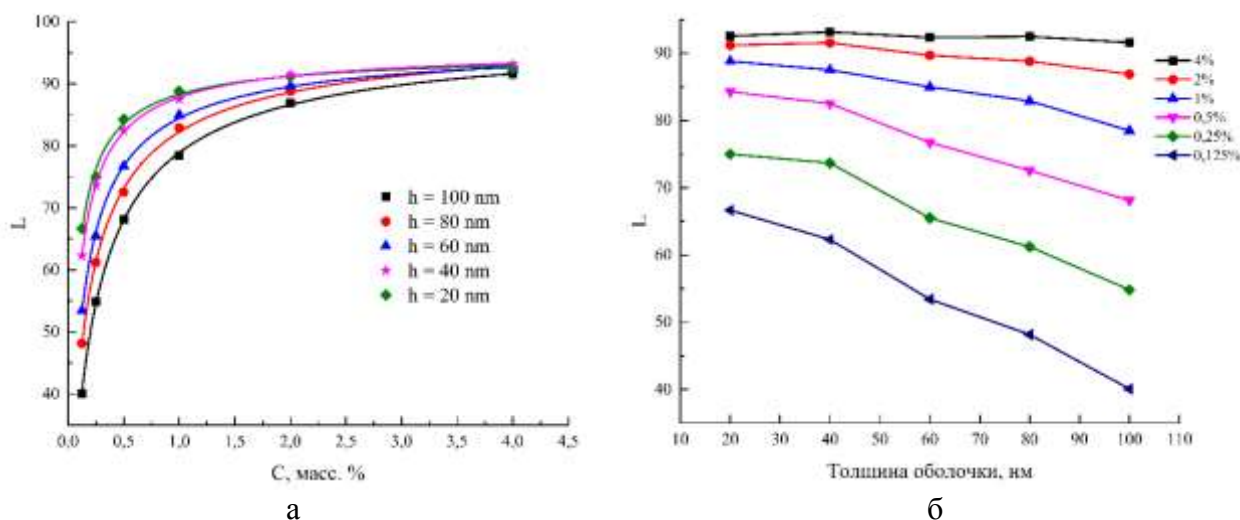 100
90
80
70
60
50
40
L
0,0 0,5 1,0 1,5 2,0 2,5 3,0 3,5 4,0 4,5
С, масс. %
h = 100 nm
h = 80 nm
h = 60 nm
h = 40 nm
h = 20 nm
а
90
80
70
60
50
40
L
10 20 30 40 50 60 70 80 90 100 110
Толщина оболочки, нм
4%
2%
1%
0,5%
0,25%
0,125%
б